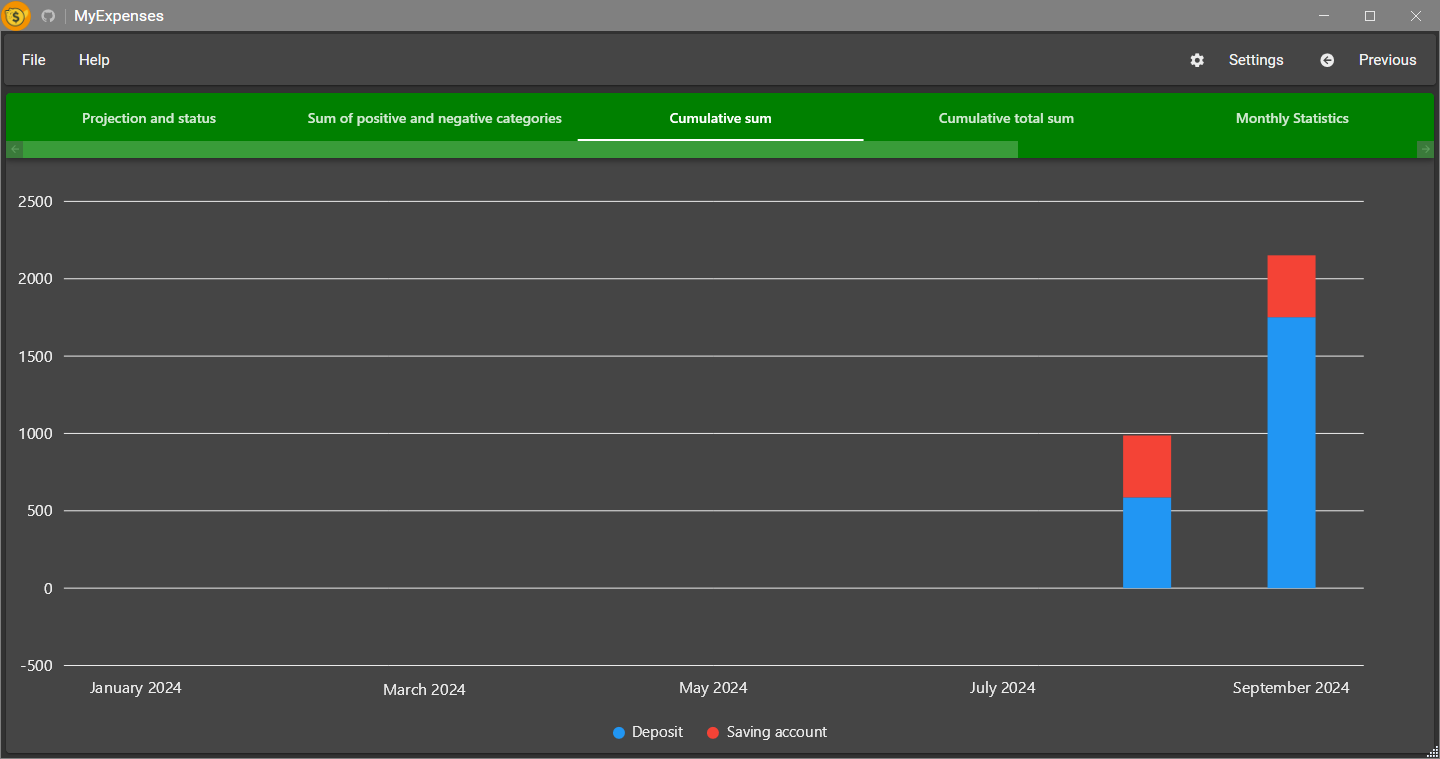 MyExpenses
File Help Settings Previous
Projection and status Sum of positive and negative categories Cumulative sum Cumulative total sum Monthly Statistics
2500
2000
1500
1000
500
0
-500
January 2024 March 2024 May 2024 July 2024 September 2024
Deposit Saving account